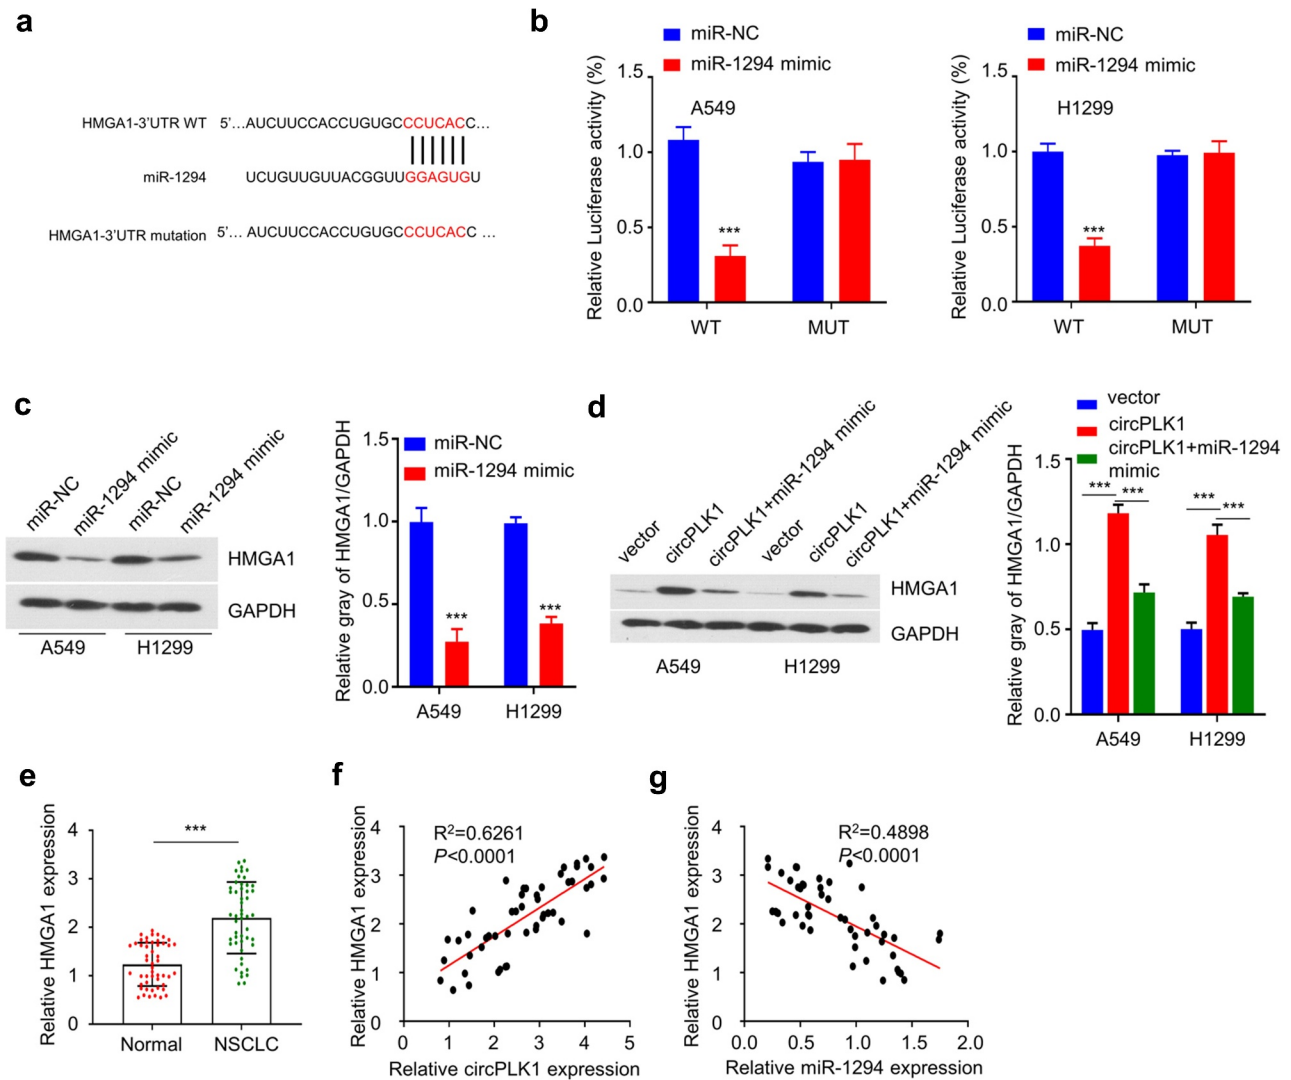 a
HMGA1-3'UTR WT 5'...AUCUUCCACCUGUGCCCUCACC...
miR-1294 UCUGUUGUUACGGUUGGAGUGU
HMGA1-3'UTR mutation 5'... AUCUUCCACCUGUGCCCUCACC ...
b
miR-NC
miR-1294 mimic
A549
Relative Luciferase activity (%)
1.5
1.0
0.5
0.0
***
WT MUT
miR-NC
miR-1294 mimic
H1299
Relative Luciferase activity (%)
1.5
1.0
0.5
0.0
***
WT MUT
c
miR-NC
miR-1294 mimic
miR-NC
miR-1294 mimic
HMGA1
GAPDH
A549 H1299
miR-NC
miR-1294 mimic
Relative gray of HMGA1/GAPDH
1.5
1.0
0.5
0.0
*** ***
A549 H1299
d
vector
circPLK1
circPLK1+miR-1294 mimic
vector
circPLK1
circPLK1+miR-1294 mimic
HMGA1
GAPDH
A549 H1299
vector
circPLK1
circPLK1+miR-1294
mimic
Relative gray of HMGA1/GAPDH
1.5
1.0
0.5
0.0
*** *** *** ***
A549 H1299
e
Relative HMGA1 expression
4
3
2
1
0
***
Normal NSCLC
f
Relative HMGA1 expression
4
3
2
1
0
R²=0.6261
P<0.0001
0 1 2 3 4 5
Relative circPLK1 expression
g
Relative HMGA1 expression
4
3
2
1
0
R²=0.4898
P<0.0001
0.0 0.5 1.0 1.5 2.0
Relative miR-1294 expression